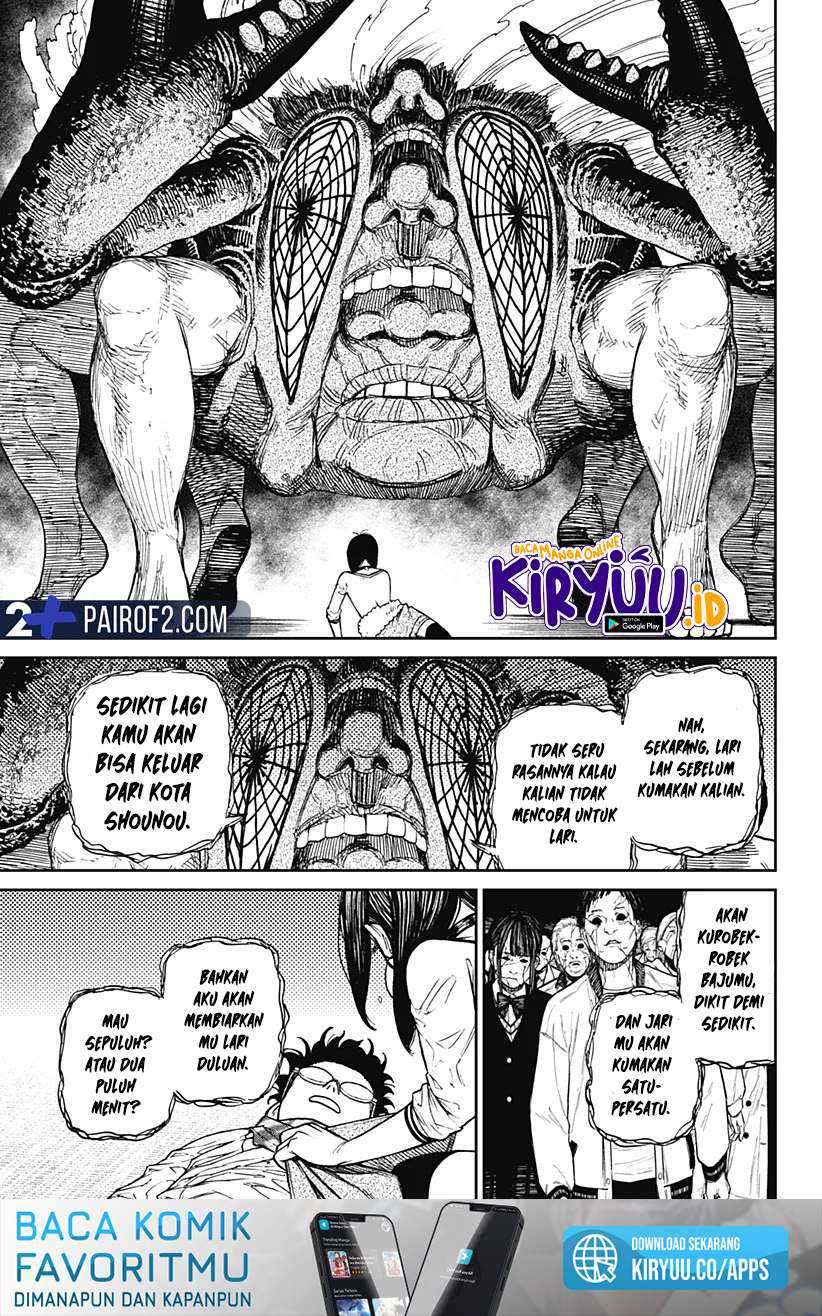 2+ PAIROF2.COM
BACA MANGA ONLINE
KIRYUU.ID
GET IT ON
Google Play
NAH,
SEKARANG, LARI
LAH SEBELUM
KUMAKAN KALIAN.
TIDAK SERU
RASANNYA KALAU
KALIAN TIDAK
MENCOBA UNTUK
LARI.
SEDIKIT LAGI
KAMU AKAN
BISA KELUAR
DARI KOTA
SHOUNOU.
AKAN
KUROBEK-
ROBEK
BAJUMU,
DIKIT DEMI
SEDIKIT.
DAN JARI
MU AKAN
KUMAKAN
SATU-
PERSATU.
BAHKAN
AKU AKAN
MEMBIARKAN
MU LARI
DULUAN.
MAU
SEPULUH?
ATAU DUA
PULUH
MENIT?
BACA KOMIK
FAVORITMU
DIMANAPUN DAN KAPANPUN
DOWNLOAD SEKARANG
KIRYUU.CO/APPS